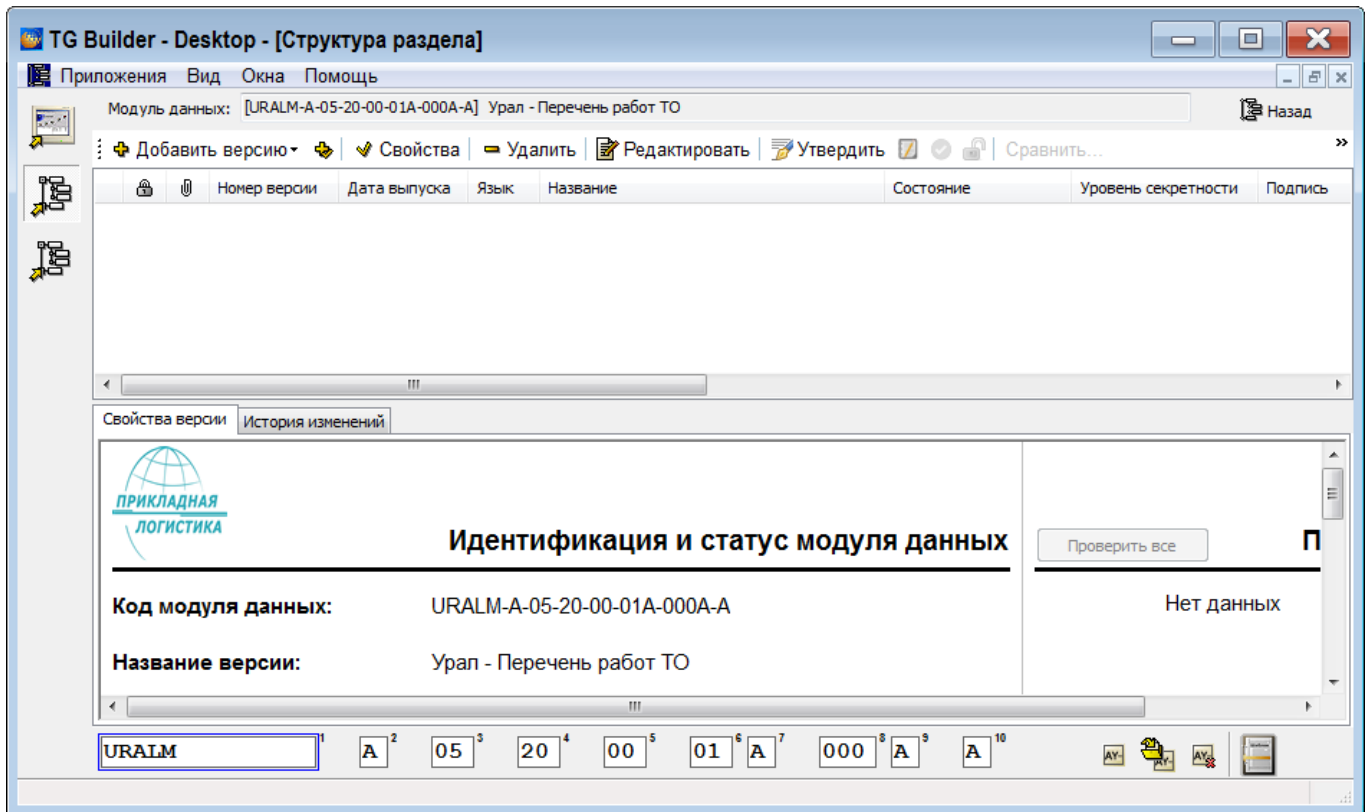 TG Builder - Desktop - [Структура раздела]
Приложения Вид Окна Помощь
Модуль данных: [URALM-A-05-20-00-01A-000A-A] Урал - Перечень работ ТО Назад
Добавить версию Свойства Удалить Редактировать Утвердить Сравнить... »
Номер версии Дата выпуска Язык Название Состояние Уровень секретности Подпись
Свойства версии История изменений
ПРИКЛАДНАЯ
ЛОГИСТИКА
Идентификация и статус модуля данных Проверить все П
Код модуля данных: URALM-A-05-20-00-01A-000A-A Нет данных
Название версии: Урал - Перечень работ ТО
URALM 1 A 2 05 3 20 4 00 5 01 6 A 7 000 8 A 9 A 10